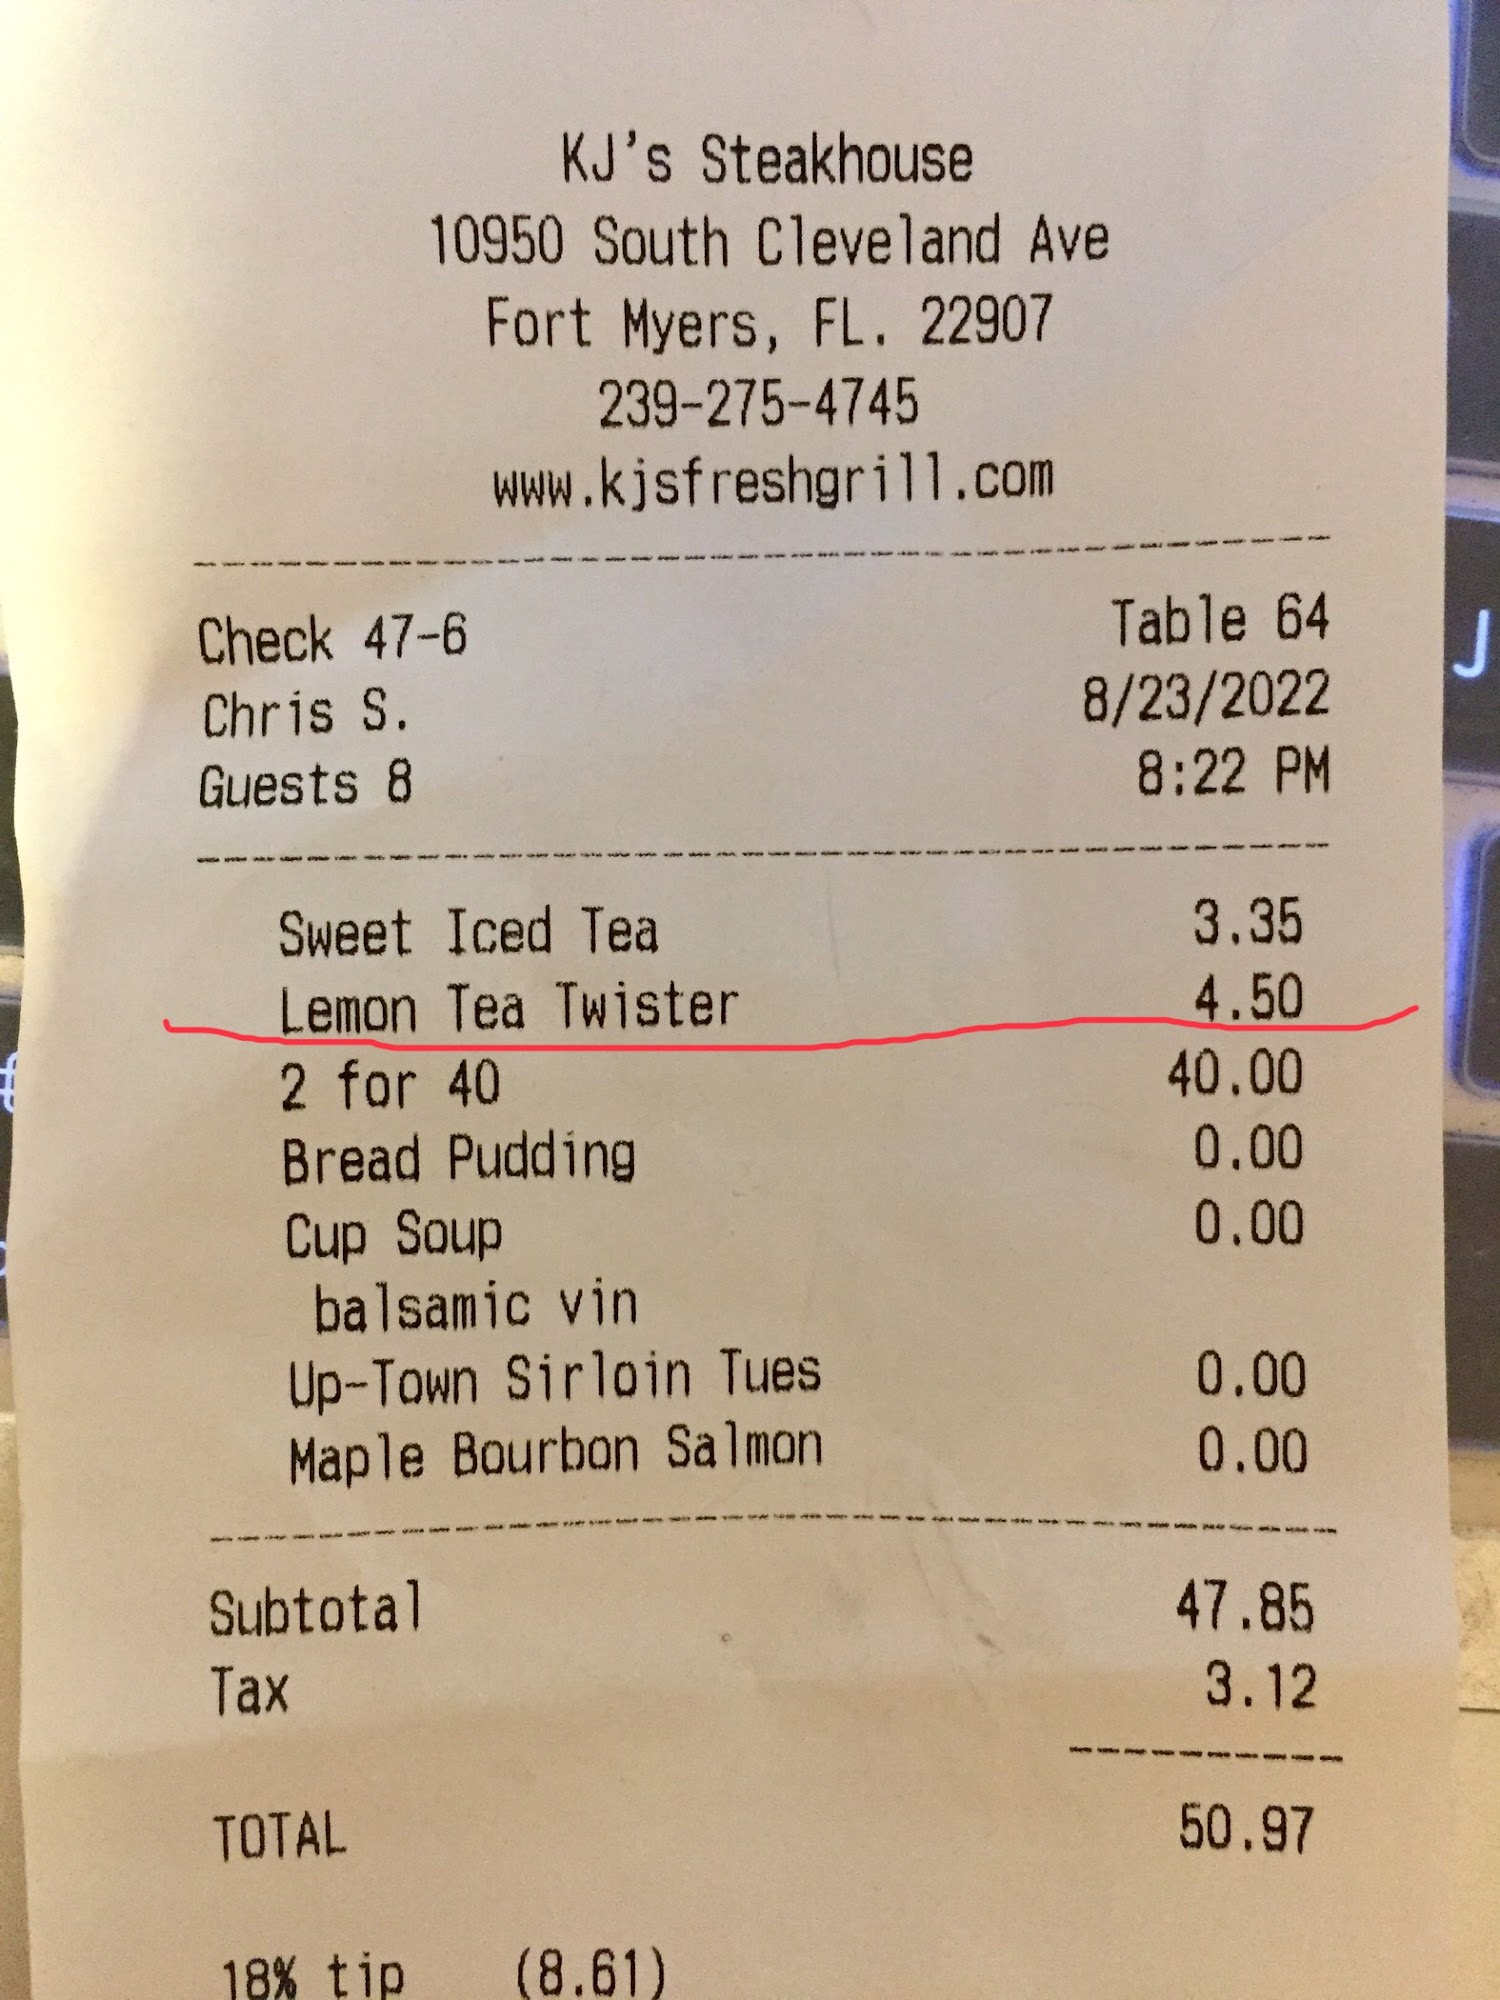 KJ's Steakhouse
10950 South Cleveland Ave
Fort Myers, FL. 22907
239-275-4745
www.kjsfreshgrill.com
Check 47-6 Table 64
Chris S. 8/23/2022
Guests 8 8:22 PM
Sweet Iced Tea 3.35
Lemon Tea Twister 4.50
2 for 40 40.00
Bread Pudding 0.00
Cup Soup 0.00
balsamic vin
Up-Town Sirloin Tues 0.00
Maple Bourbon Salmon 0.00
Subtotal 47.85
Tax 3.12
TOTAL 50.97
18% tip (8.61)
J